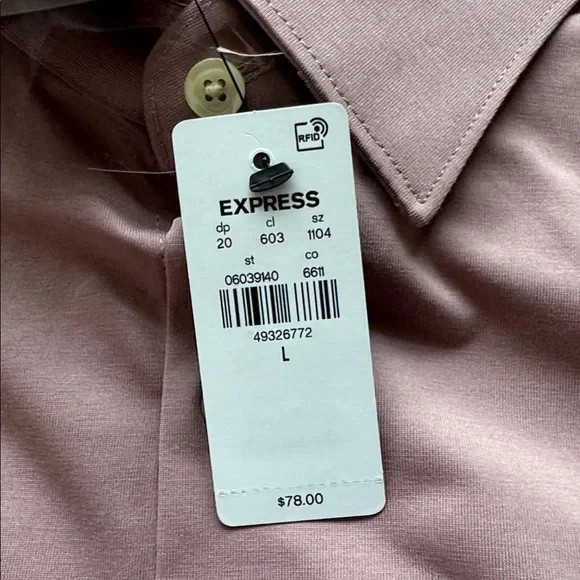 RFID
EXPRESS
dp cl sz
20 603 1104
st co
06039140 6611
49326772
L
$78.00